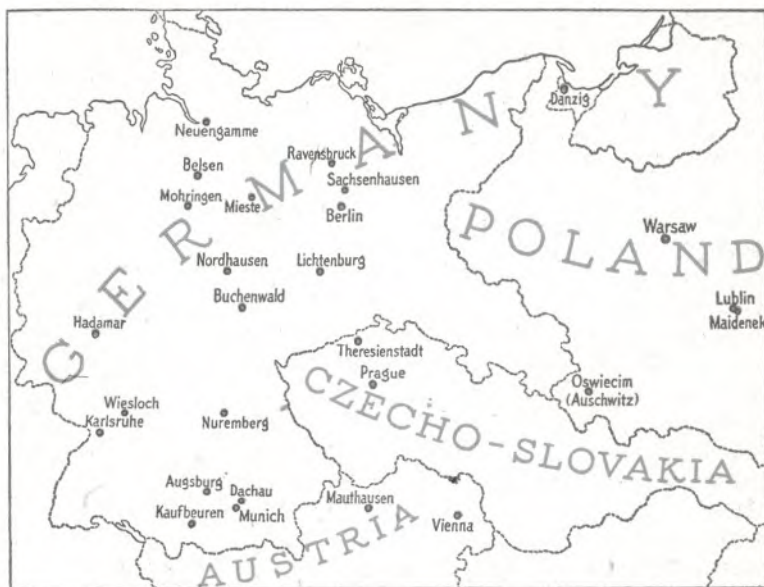 GERMANY
Danzig
Neuengamme
Ravensbruck
Belsen
Sachsenhausen
Mohringen
Mieste
Berlin
POLAND
Warsaw
Nordhausen
Lichtenburg
Buchenwald
Lublin
Maidenek
Hadamar
Theresienstadt
Prague
Oswiecim
(Auschwitz)
CZECHO-SLOVAKIA
Wiesloch
Karlsruhe
Nuremberg
Augsburg
Dachau
Munich
Kaufbeuren
Mauthausen
Vienna
AUSTRIA